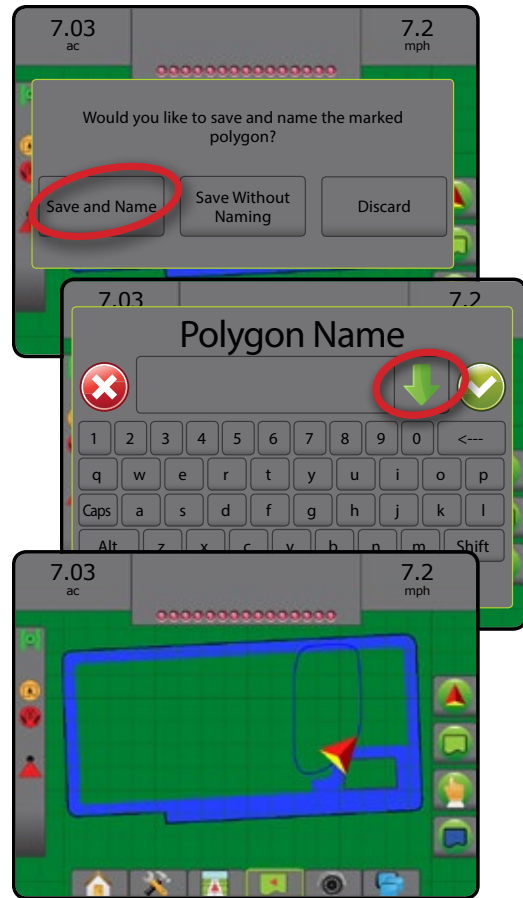 7.03
ac
7.2
mph
Would you like to save and name the marked
polygon?
Save and Name
Save Without
Naming
Discard
7.03
7.2
Polygon Name
1 2 3 4 5 6 7 8 9 0 <---
q w e r t y u i o p
Caps a s d f g h j k l
Alt z x c v b n m Shift
7.03
ac
7.2
mph